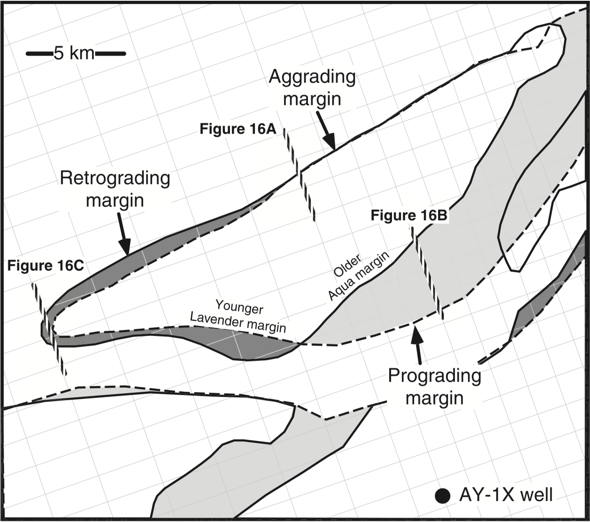 5 km
Aggrading
margin
Figure 16A
Retrograding
margin
Figure 16B
Figure 16C
Older
Aqua margin
Younger
Lavender margin
Prograding
margin
AY-1X well